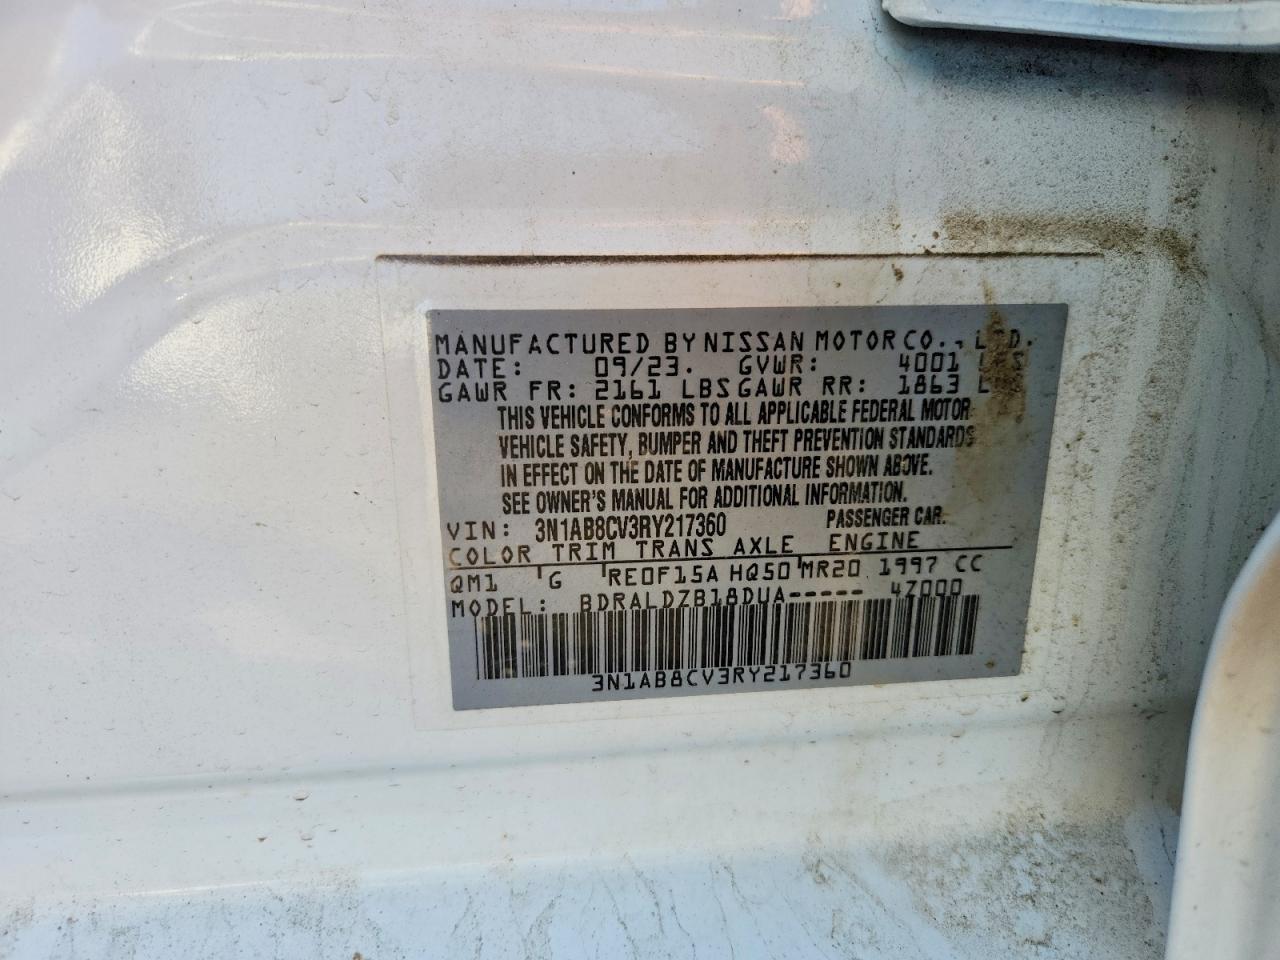 MANUFACTURED BY NISSAN MOTOR CO., LTD.
DATE: 09/23. GVWR: 4001 LBS
GAWR FR: 2161 LBS GAWR RR: 1863 LBS
THIS VEHICLE CONFORMS TO ALL APPLICABLE FEDERAL MOTOR
VEHICLE SAFETY, BUMPER AND THEFT PREVENTION STANDARDS
IN EFFECT ON THE DATE OF MANUFACTURE SHOWN ABOVE.
SEE OWNER'S MANUAL FOR ADDITIONAL INFORMATION.
VIN: 3N1AB8CV3RY217360 PASSENGER CAR.
COLOR TRIM TRANS AXLE ENGINE
QM1 G RE0F15A HQ50 MR20 1997 CC
MODEL: BDRALDZB18DUA----- 4Z000
3N1AB8CV3RY217360